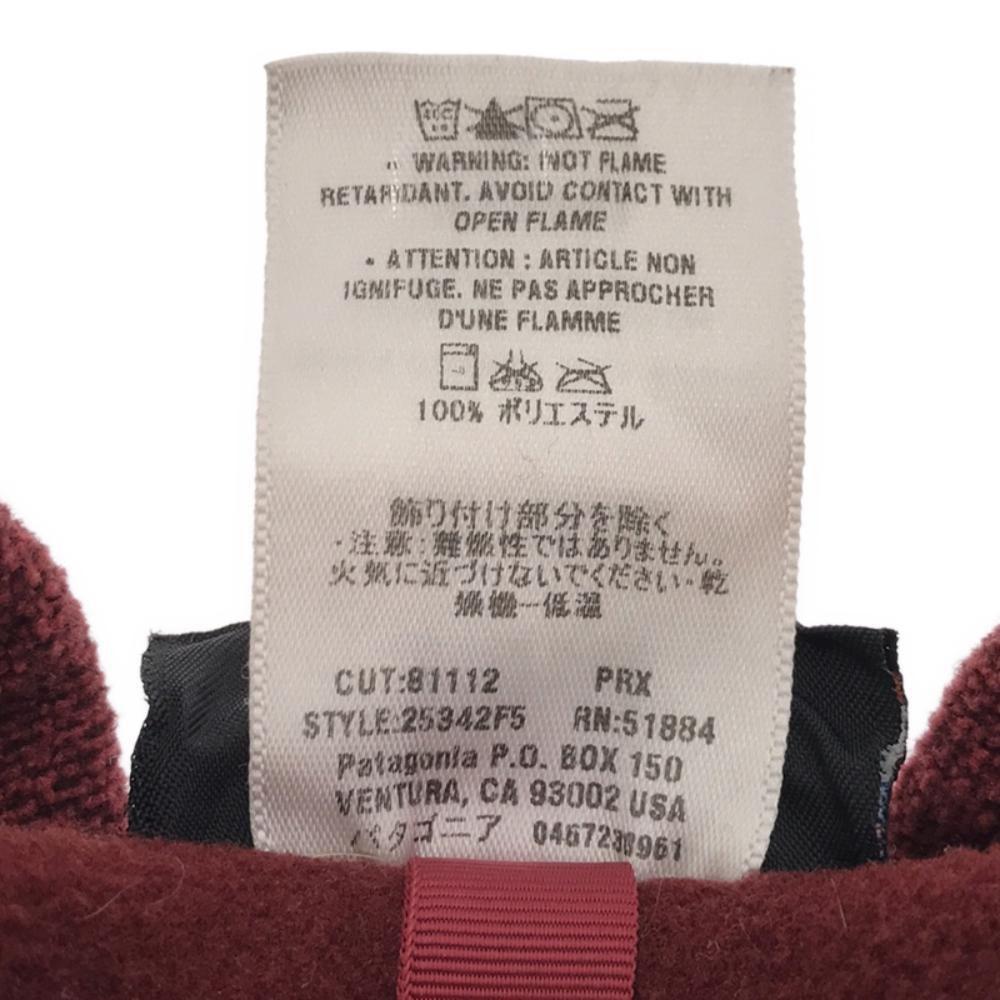 • WARNING: NOT FLAME
RETARDANT. AVOID CONTACT WITH
OPEN FLAME
• ATTENTION : ARTICLE NON
IGNIFUGE. NE PAS APPROCHER
D'UNE FLAMME
100% ポリエステル
飾り付け部分を除く
・注意:難燃性ではありません。
火気に近づけないでください・乾
燥機ー低温
CUT:81112 PRX
STYLE:25342F5 RN:51884
Patagonia P.O. BOX 150
VENTURA, CA 93002 USA
パタゴニア